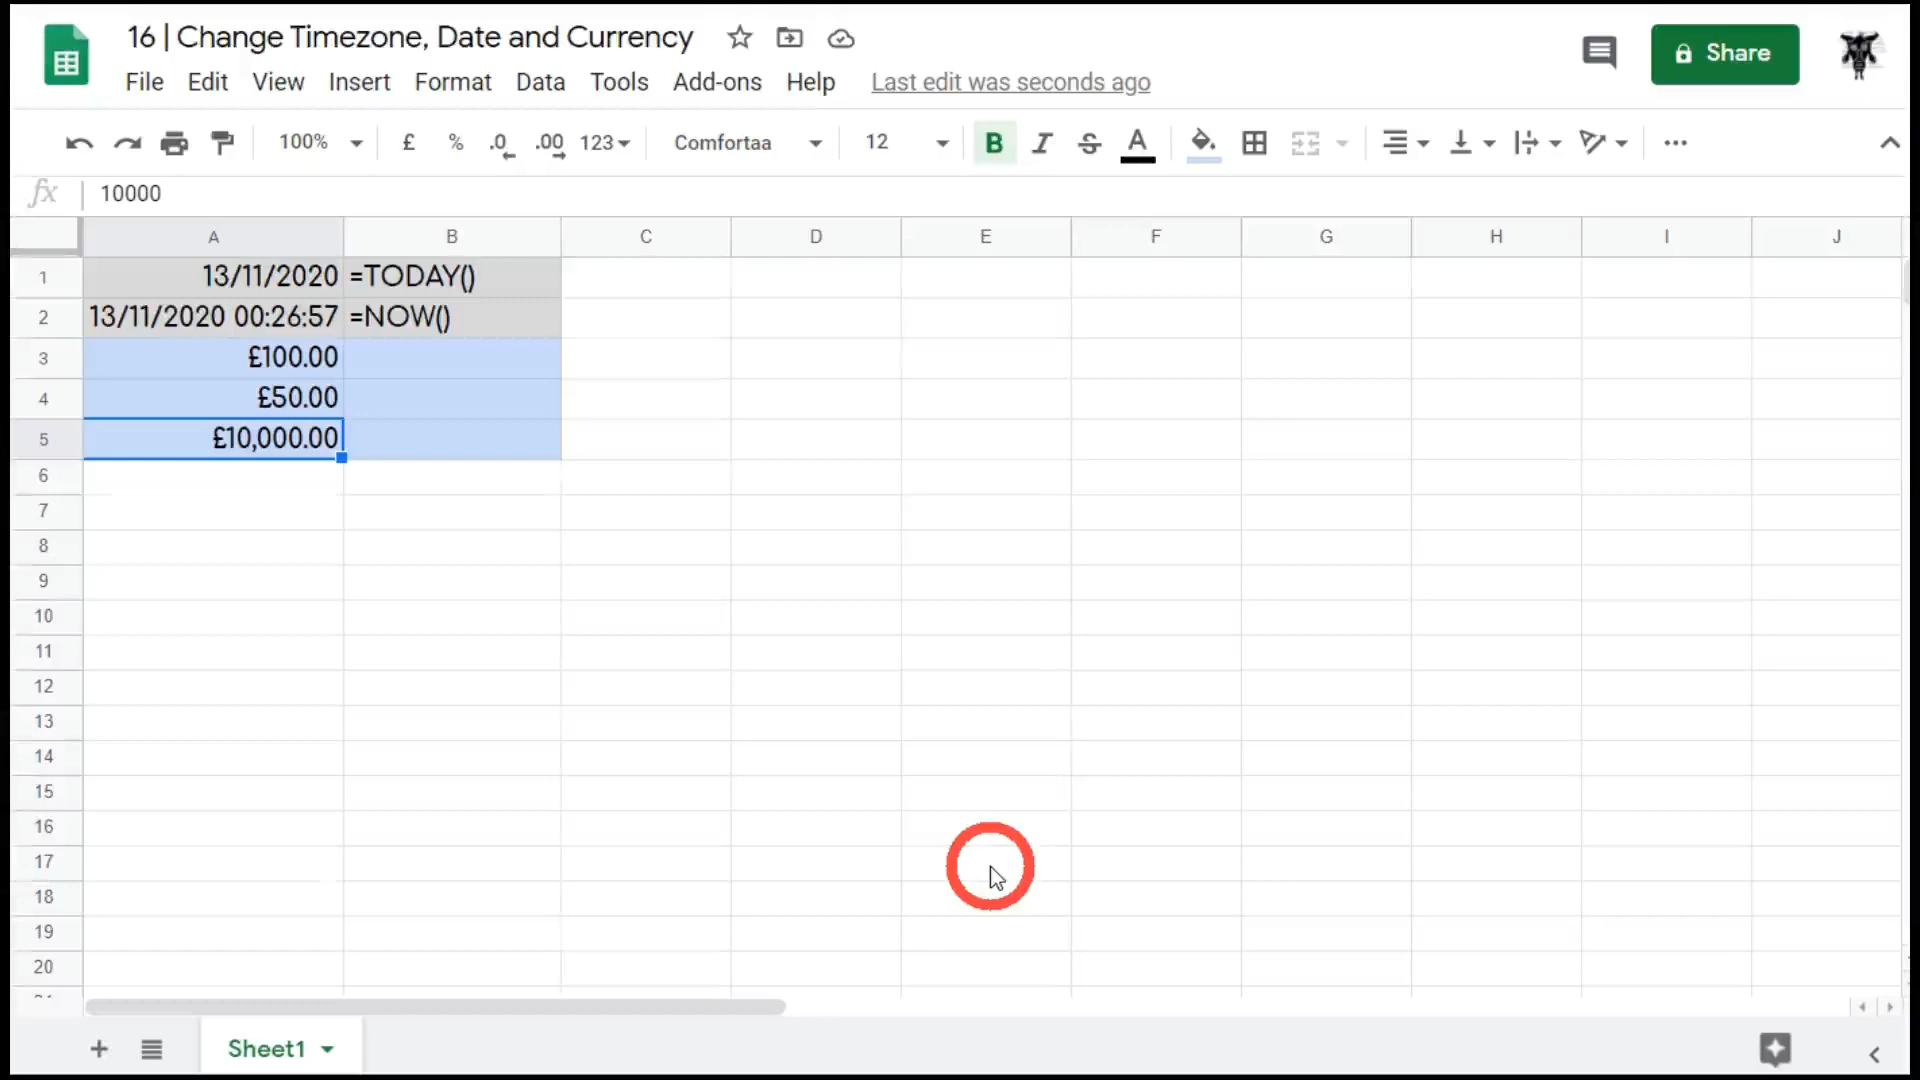 16 | Change Timezone, Date and Currency
Share
File Edit View Insert Format Data Tools Add-ons Help Last edit was seconds ago
100% £ % .0 .00 123 Comfortaa 12 B I S A
fx 10000
A B C D E F G H I J
1 13/11/2020 =TODAY()
2 13/11/2020 00:26:57 =NOW()
3 £100.00
4 £50.00
5 £10,000.00
6
7
8
9
10
11
12
13
14
15
16
17
18
19
20
Sheet1